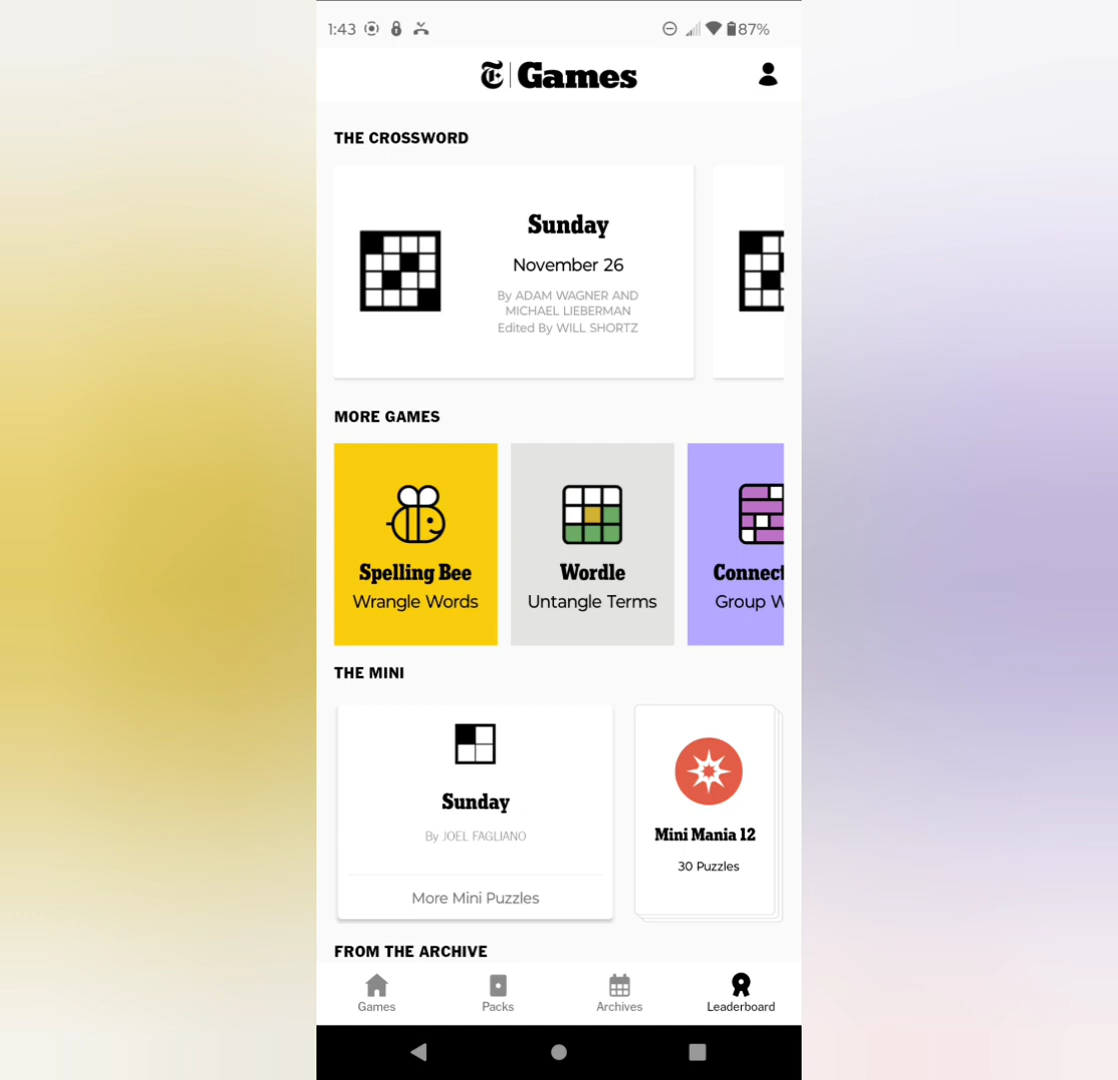 1:43
87%
T Games
THE CROSSWORD
Sunday
November 26
By ADAM WAGNER AND
MICHAEL LIEBERMAN
Edited By WILL SHORTZ
MORE GAMES
Spelling Bee
Wrangle Words
Wordle
Untangle Terms
Connect
Group W
THE MINI
Sunday
By JOEL FAGLIANO
More Mini Puzzles
Mini Mania 12
30 Puzzles
FROM THE ARCHIVE
Games
Packs
Archives
Leaderboard